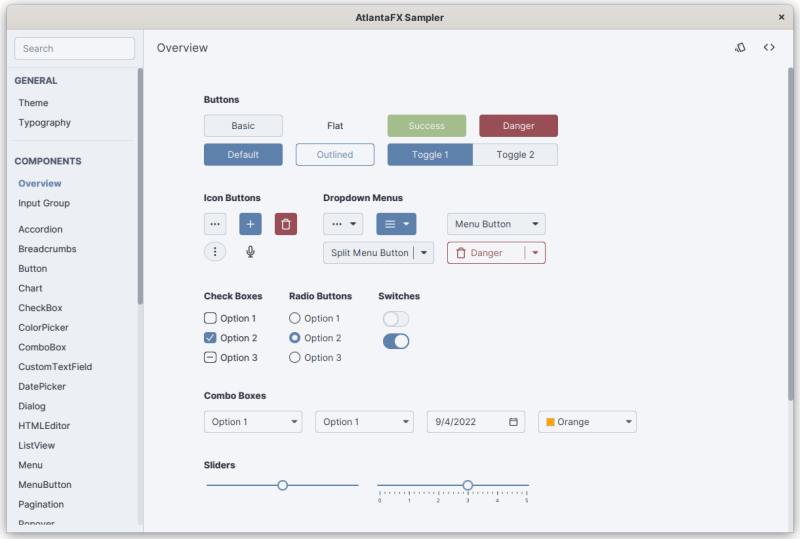 AtlantaFX Sampler
Search
GENERAL
Theme
Typography
COMPONENTS
Overview
Input Group
Accordion
Breadcrumbs
Button
Chart
CheckBox
ColorPicker
ComboBox
CustomTextField
DatePicker
Dialog
HTMLEditor
ListView
Menu
MenuButton
Pagination
Popover
Overview
Buttons
Basic Flat Success Danger
Default Outlined Toggle 1 Toggle 2
Icon Buttons Dropdown Menus
Menu Button
Split Menu Button Danger
Check Boxes Radio Buttons Switches
Option 1 Option 1
Option 2 Option 2
Option 3 Option 3
Combo Boxes
Option 1 Option 1 9/4/2022 Orange
Sliders
0 1 2 3 4 5